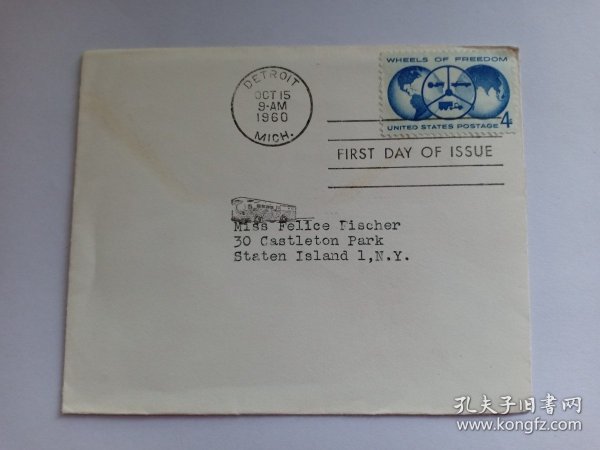 DETROIT
OCT 15
9-AM
1960
MICH.
WHEELS OF FREEDOM
UNITED STATES POSTAGE 4¢
FIRST DAY OF ISSUE
Miss Felice Fischer
30 Castleton Park
Staten Island 1,N.Y.
孔夫子旧书网
www.kongfz.com